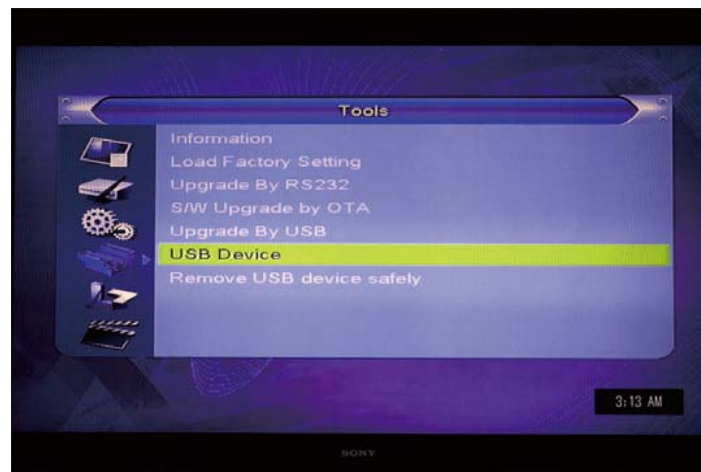 Tools
Information
Load Factory Setting
Upgrade By RS232
S/W Upgrade by OTA
Upgrade By USB
USB Device
Remove USB device safely
3:13 AM
SONY